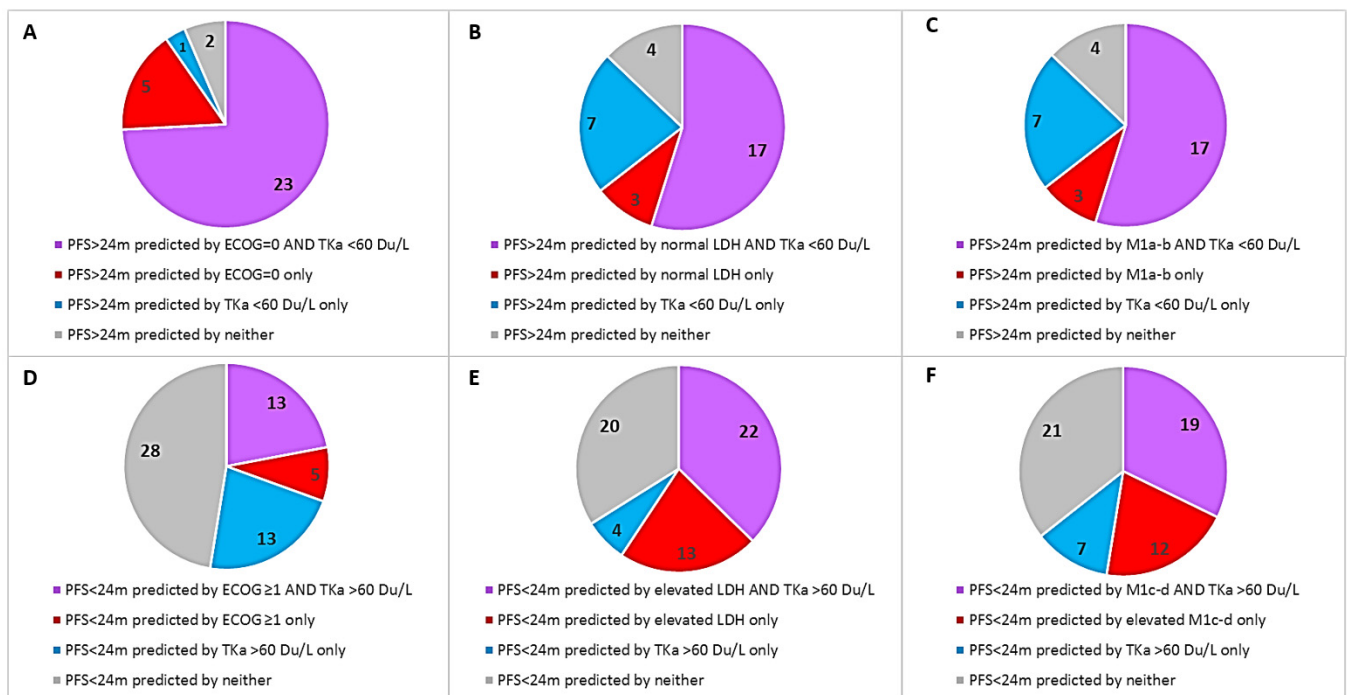 A
2
1
5
23
PFS>24m predicted by ECOG=0 AND TKa <60 Du/L
PFS>24m predicted by ECOG=0 only
PFS>24m predicted by TKa <60 Du/L only
PFS>24m predicted by neither
B
4
7
17
3
PFS>24m predicted by normal LDH AND TKa <60 Du/L
PFS>24m predicted by normal LDH only
PFS>24m predicted by TKa <60 Du/L only
PFS>24m predicted by neither
C
4
7
17
3
PFS>24m predicted by M1a-b AND TKa <60 Du/L
PFS>24m predicted by M1a-b only
PFS>24m predicted by TKa <60 Du/L only
PFS>24m predicted by neither
D
13
28
5
13
PFS<24m predicted by ECOG ≥1 AND TKa >60 Du/L
PFS<24m predicted by ECOG ≥1 only
PFS<24m predicted by TKa >60 Du/L only
PFS<24m predicted by neither
E
20
22
4
13
PFS<24m predicted by elevated LDH AND TKa >60 Du/L
PFS<24m predicted by elevated LDH only
PFS<24m predicted by TKa >60 Du/L only
PFS<24m predicted by neither
F
21
19
7
12
PFS<24m predicted by M1c-d AND TKa >60 Du/L
PFS<24m predicted by elevated M1c-d only
PFS<24m predicted by TKa >60 Du/L only
PFS<24m predicted by neither